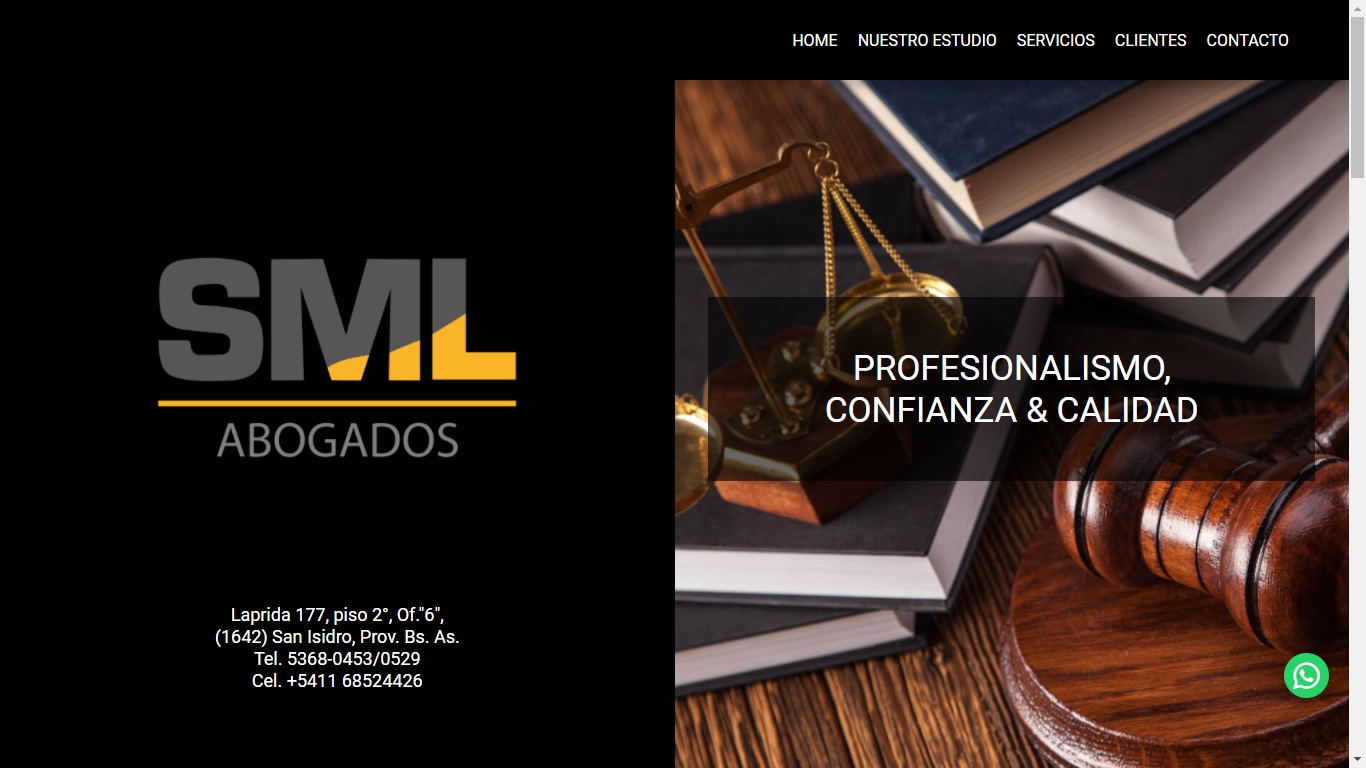 HOME NUESTRO ESTUDIO SERVICIOS CLIENTES CONTACTO
SML
ABOGADOS
Laprida 177, piso 2°, Of."6",
(1642) San Isidro, Prov. Bs. As.
Tel. 5368-0453/0529
Cel. +5411 68524426
PROFESIONALISMO,
CONFIANZA & CALIDAD